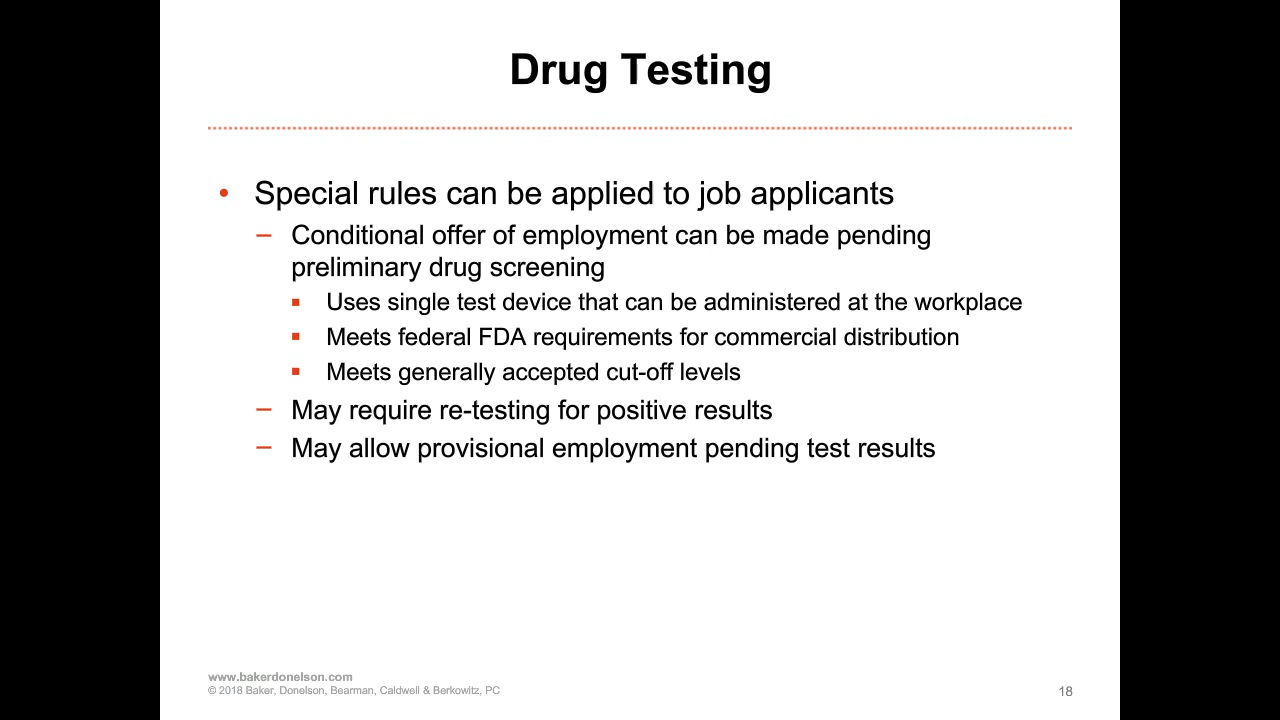 Drug Testing
• Special rules can be applied to job applicants
– Conditional offer of employment can be made pending
preliminary drug screening
▪ Uses single test device that can be administered at the workplace
▪ Meets federal FDA requirements for commercial distribution
▪ Meets generally accepted cut-off levels
– May require re-testing for positive results
– May allow provisional employment pending test results
www.bakerdonelson.com
© 2018 Baker, Donelson, Bearman, Caldwell & Berkowitz, PC
18